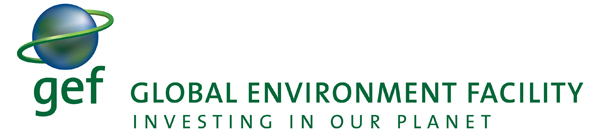 gef
GLOBAL ENVIRONMENT FACILITY
INVESTING IN OUR PLANET